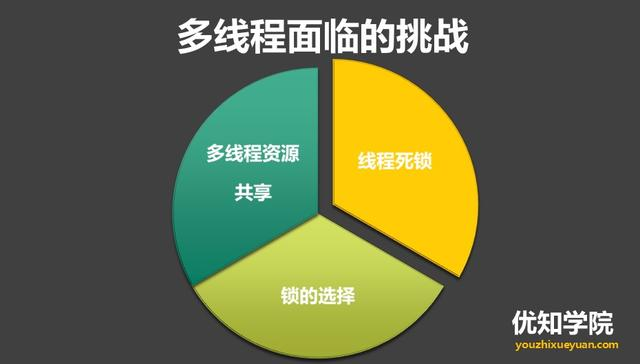 多线程面临的挑战
多线程资源
共享
线程死锁
锁的选择
优知学院
youzhixueyuan.com